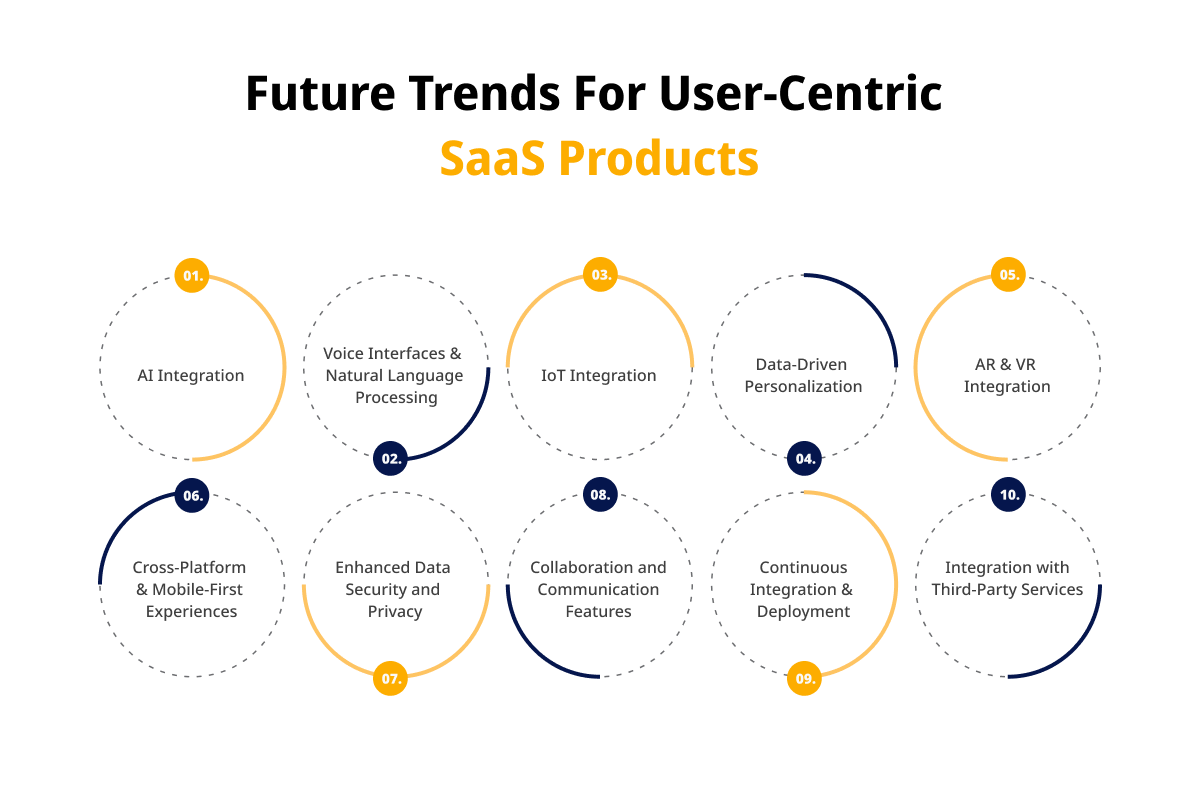 Future Trends For User-Centric
SaaS Products
01.
AI Integration
Voice Interfaces &
Natural Language
Processing
02.
03.
IoT Integration
Data-Driven
Personalization
04.
05.
AR & VR
Integration
06.
Cross-Platform
& Mobile-First
Experiences
Enhanced Data
Security and
Privacy
07.
08.
Collaboration and
Communication
Features
Continuous
Integration &
Deployment
09.
10.
Integration with
Third-Party Services